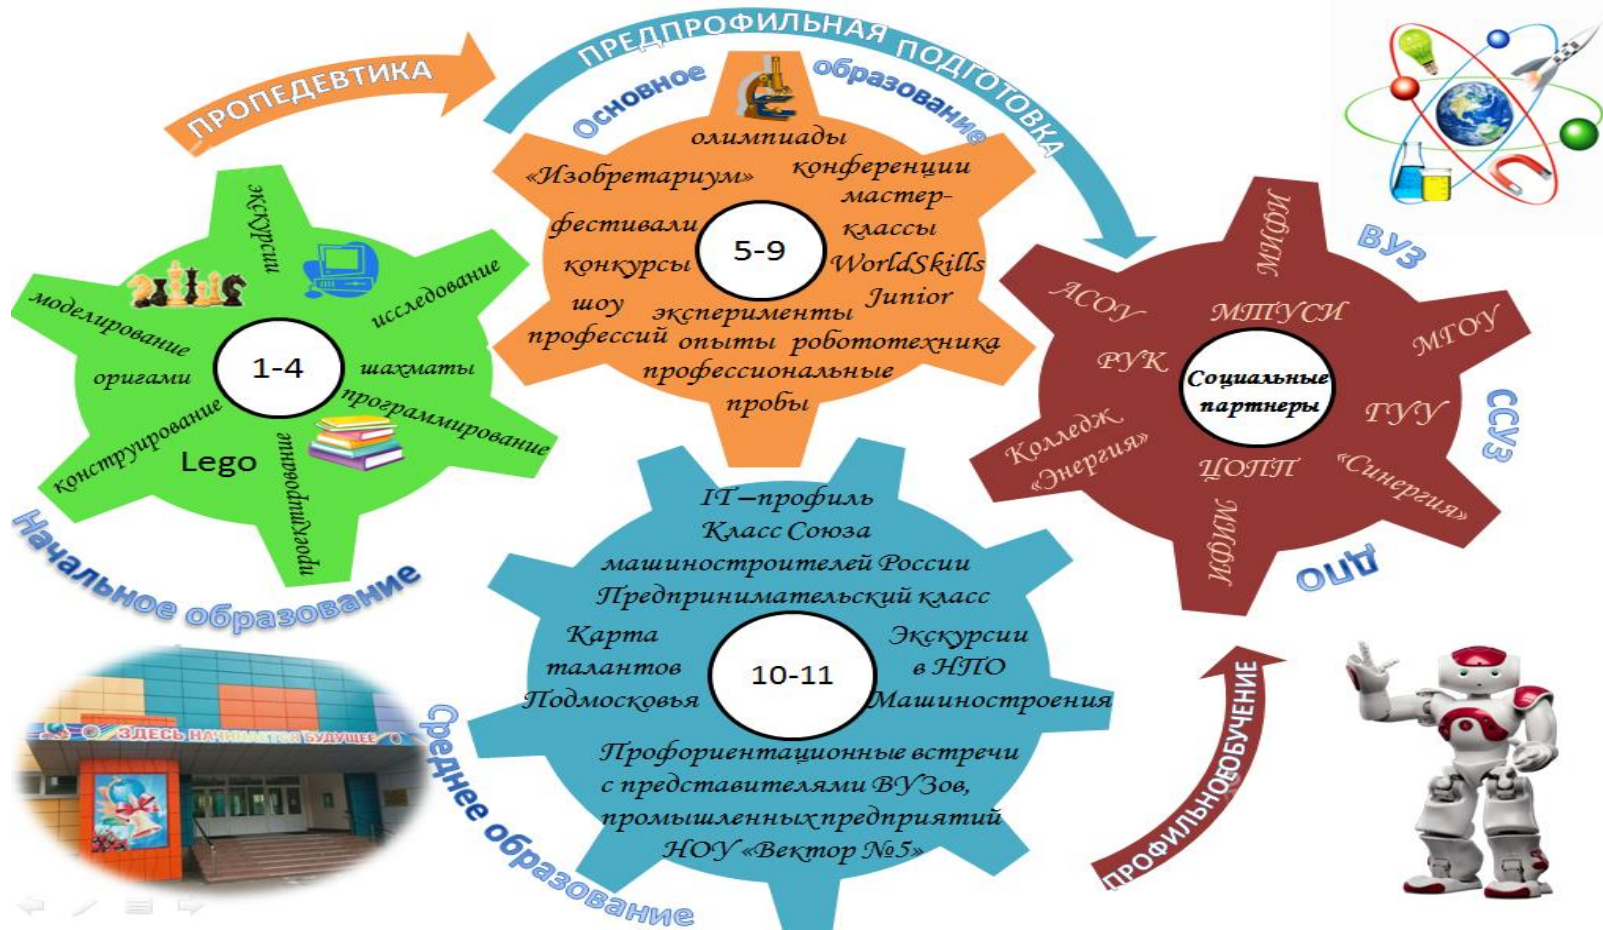 ПРОПЕДЕВТИКА
ПРЕДПРОФИЛЬНАЯ ПОДГОТОВКА
Основное образование
олимпиады
«Изобретариум»
конференции
мастер-
классы
фестивали
5-9
конкурсы
WorldSkills
Junior
шоу
профессий
эксперименты
опыты робототехника
профессиональные
пробы
экскурсии
моделирование
исследование
оригами
1-4
шахматы
программирование
конструирование
Lego
проектирование
Начальное образование
ВУЗ
МИФИ
АСОУ
МТУСИ
МГОУ
РУК
Социальные
партнеры
ГУУ
ССУЗ
Колледж
«Энергия»
ЦОПП
«Синергия»
МИФИ
ДПО
IT–профиль
Класс Союза
машиностроителей России
Предпринимательский класс
Карта
талантов
Подмосковья
10-11
Экскурсии
в НПО
Машиностроения
Профориентационные встречи
с представителями ВУЗов,
промышленных предприятий
НОУ «Вектор №5»
Среднее образование
ПРОФИЛЬНОЕ ОБУЧЕНИЕ
ЗДЕСЬ НАЧИНАЕТСЯ БУДУЩЕЕ